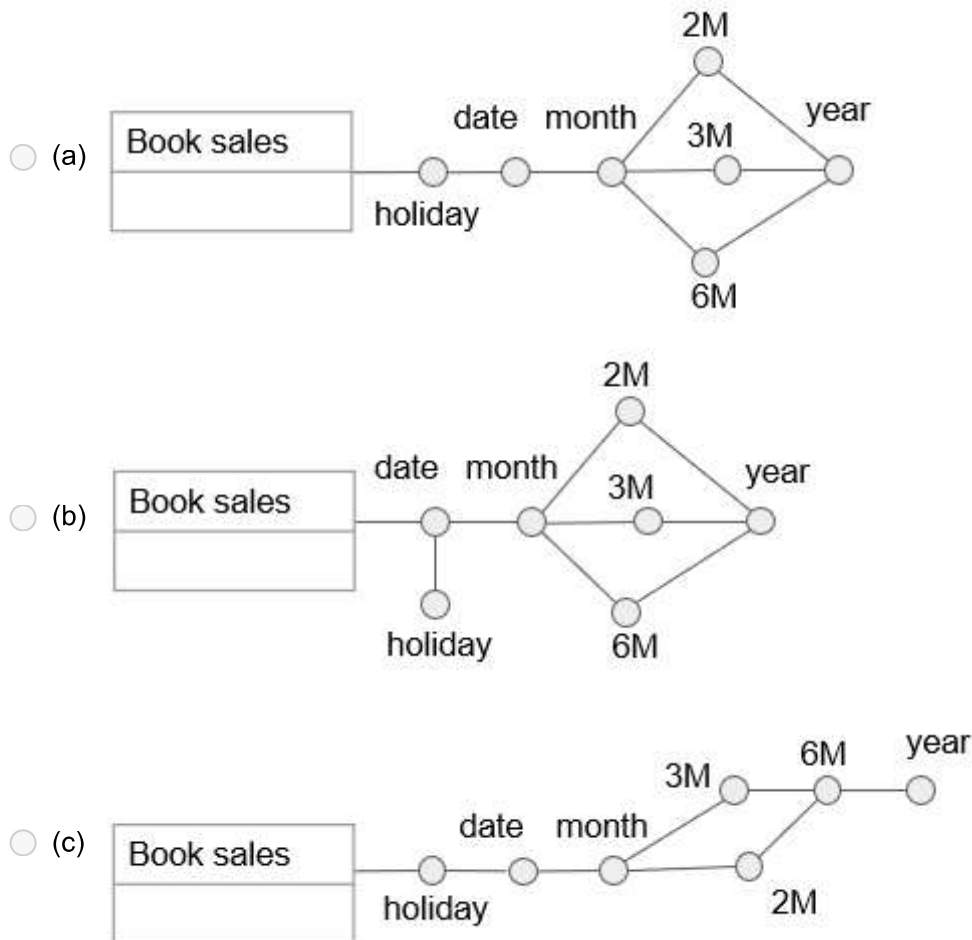 2M
date month 3M year
(a) Book sales
holiday
6M
2M
date month 3M year
(b) Book sales
holiday
6M
3M 6M year
date month
(c) Book sales
holiday 2M